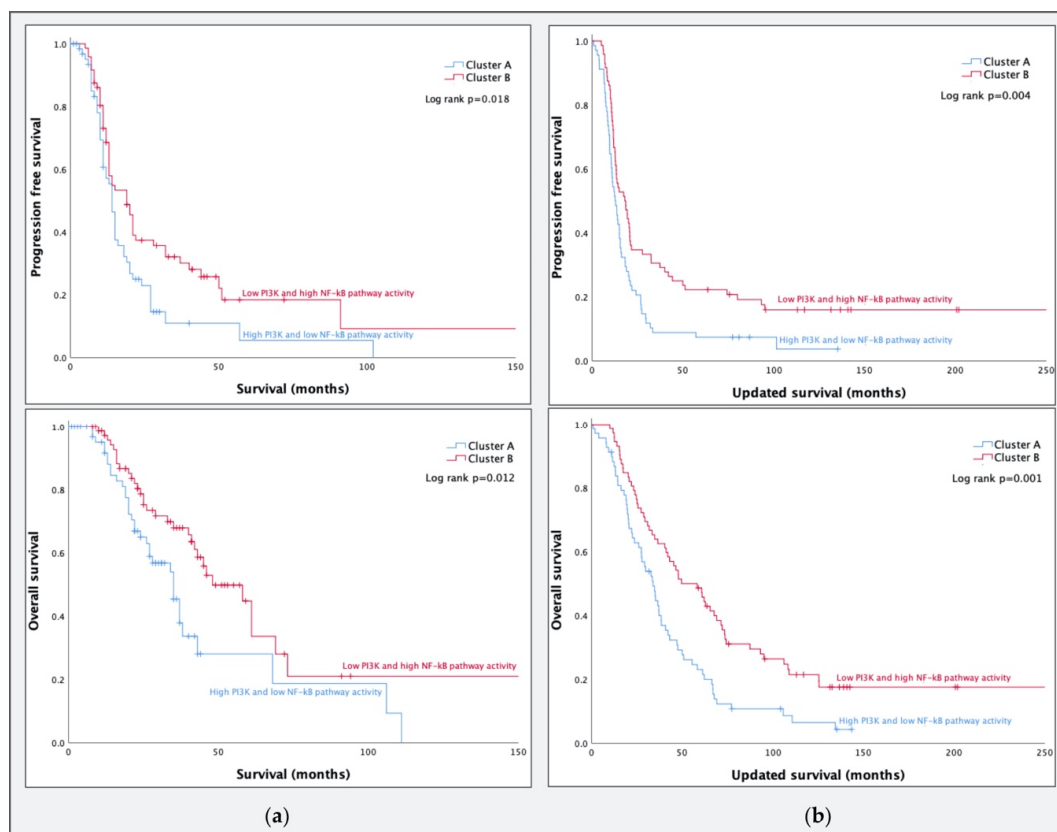 Progression free survival
1.0
0.8
0.6
0.4
0.2
0.0
Cluster A
Cluster B
Log rank p=0.018
Low PI3K and high NF-kB pathway activity
High PI3K and low NF-kB pathway activity
0
50
100
150
Survival (months)
Progression free survival
1.0
0.8
0.6
0.4
0.2
0.0
Cluster A
Cluster B
Log rank p=0.004
Low PI3K and high NF-kB pathway activity
High PI3K and low NF-kB pathway activity
0
50
100
150
200
250
Updated survival (months)
Overall survival
1.0
0.8
0.6
0.4
0.2
0.0
Cluster A
Cluster B
Log rank p=0.012
Low PI3K and high NF-kB pathway activity
High PI3K and low NF-kB pathway activity
0
50
100
150
Survival (months)
Overall survival
1.0
0.8
0.6
0.4
0.2
0.0
Cluster A
Cluster B
Log rank p=0.001
Low PI3K and high NF-kB pathway activity
High PI3K and low NF-kB pathway activity
0
50
100
150
200
250
Updated survival (months)
(a)
(b)